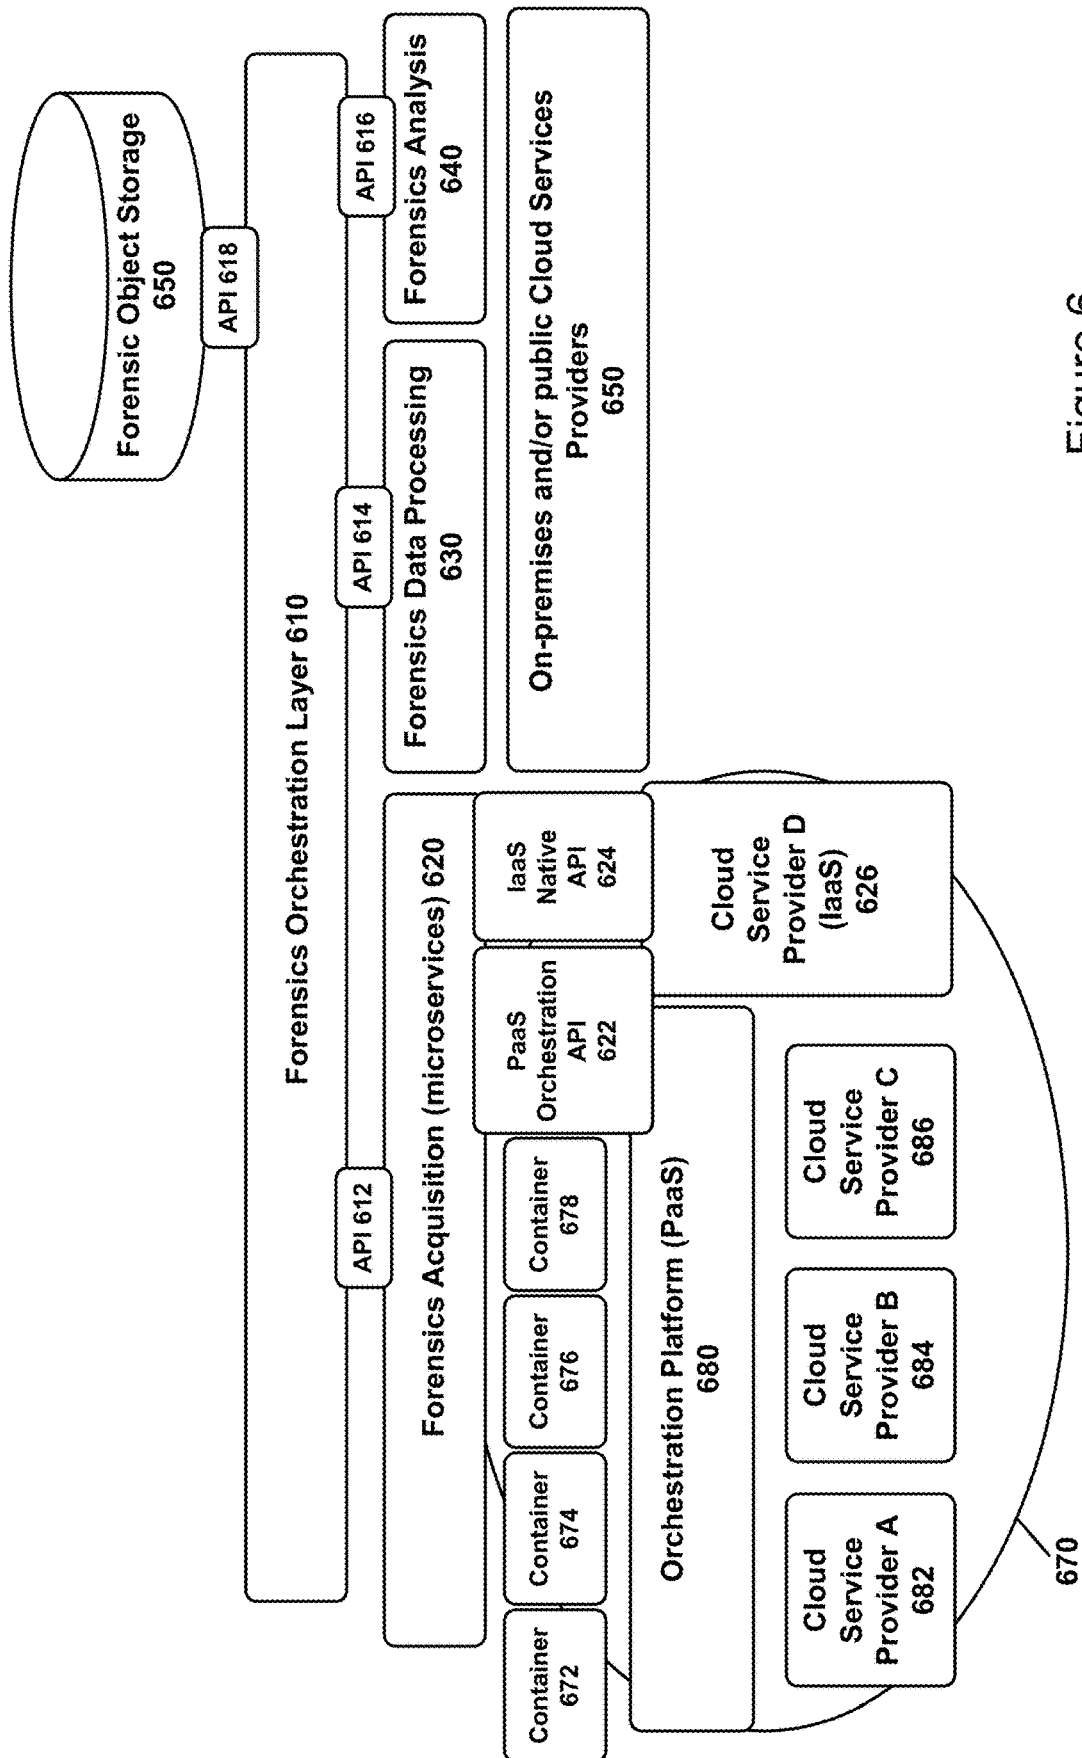 Forensic Object Storage
650
API 618
Forensics Orchestration Layer 610
API 612
API 614
API 616
Forensics Acquisition (microservices) 620
Forensics Data Processing
630
Forensics Analysis
640
Container
672
Container
674
Container
676
Container
678
PaaS
Orchestration
API
622
IaaS
Native
API
624
On-premises and/or public Cloud Services
Providers
650
Orchestration Platform (PaaS)
680
Cloud
Service
Provider D
(IaaS)
626
Cloud
Service
Provider A
682
Cloud
Service
Provider B
684
Cloud
Service
Provider C
686
670
Figure 6